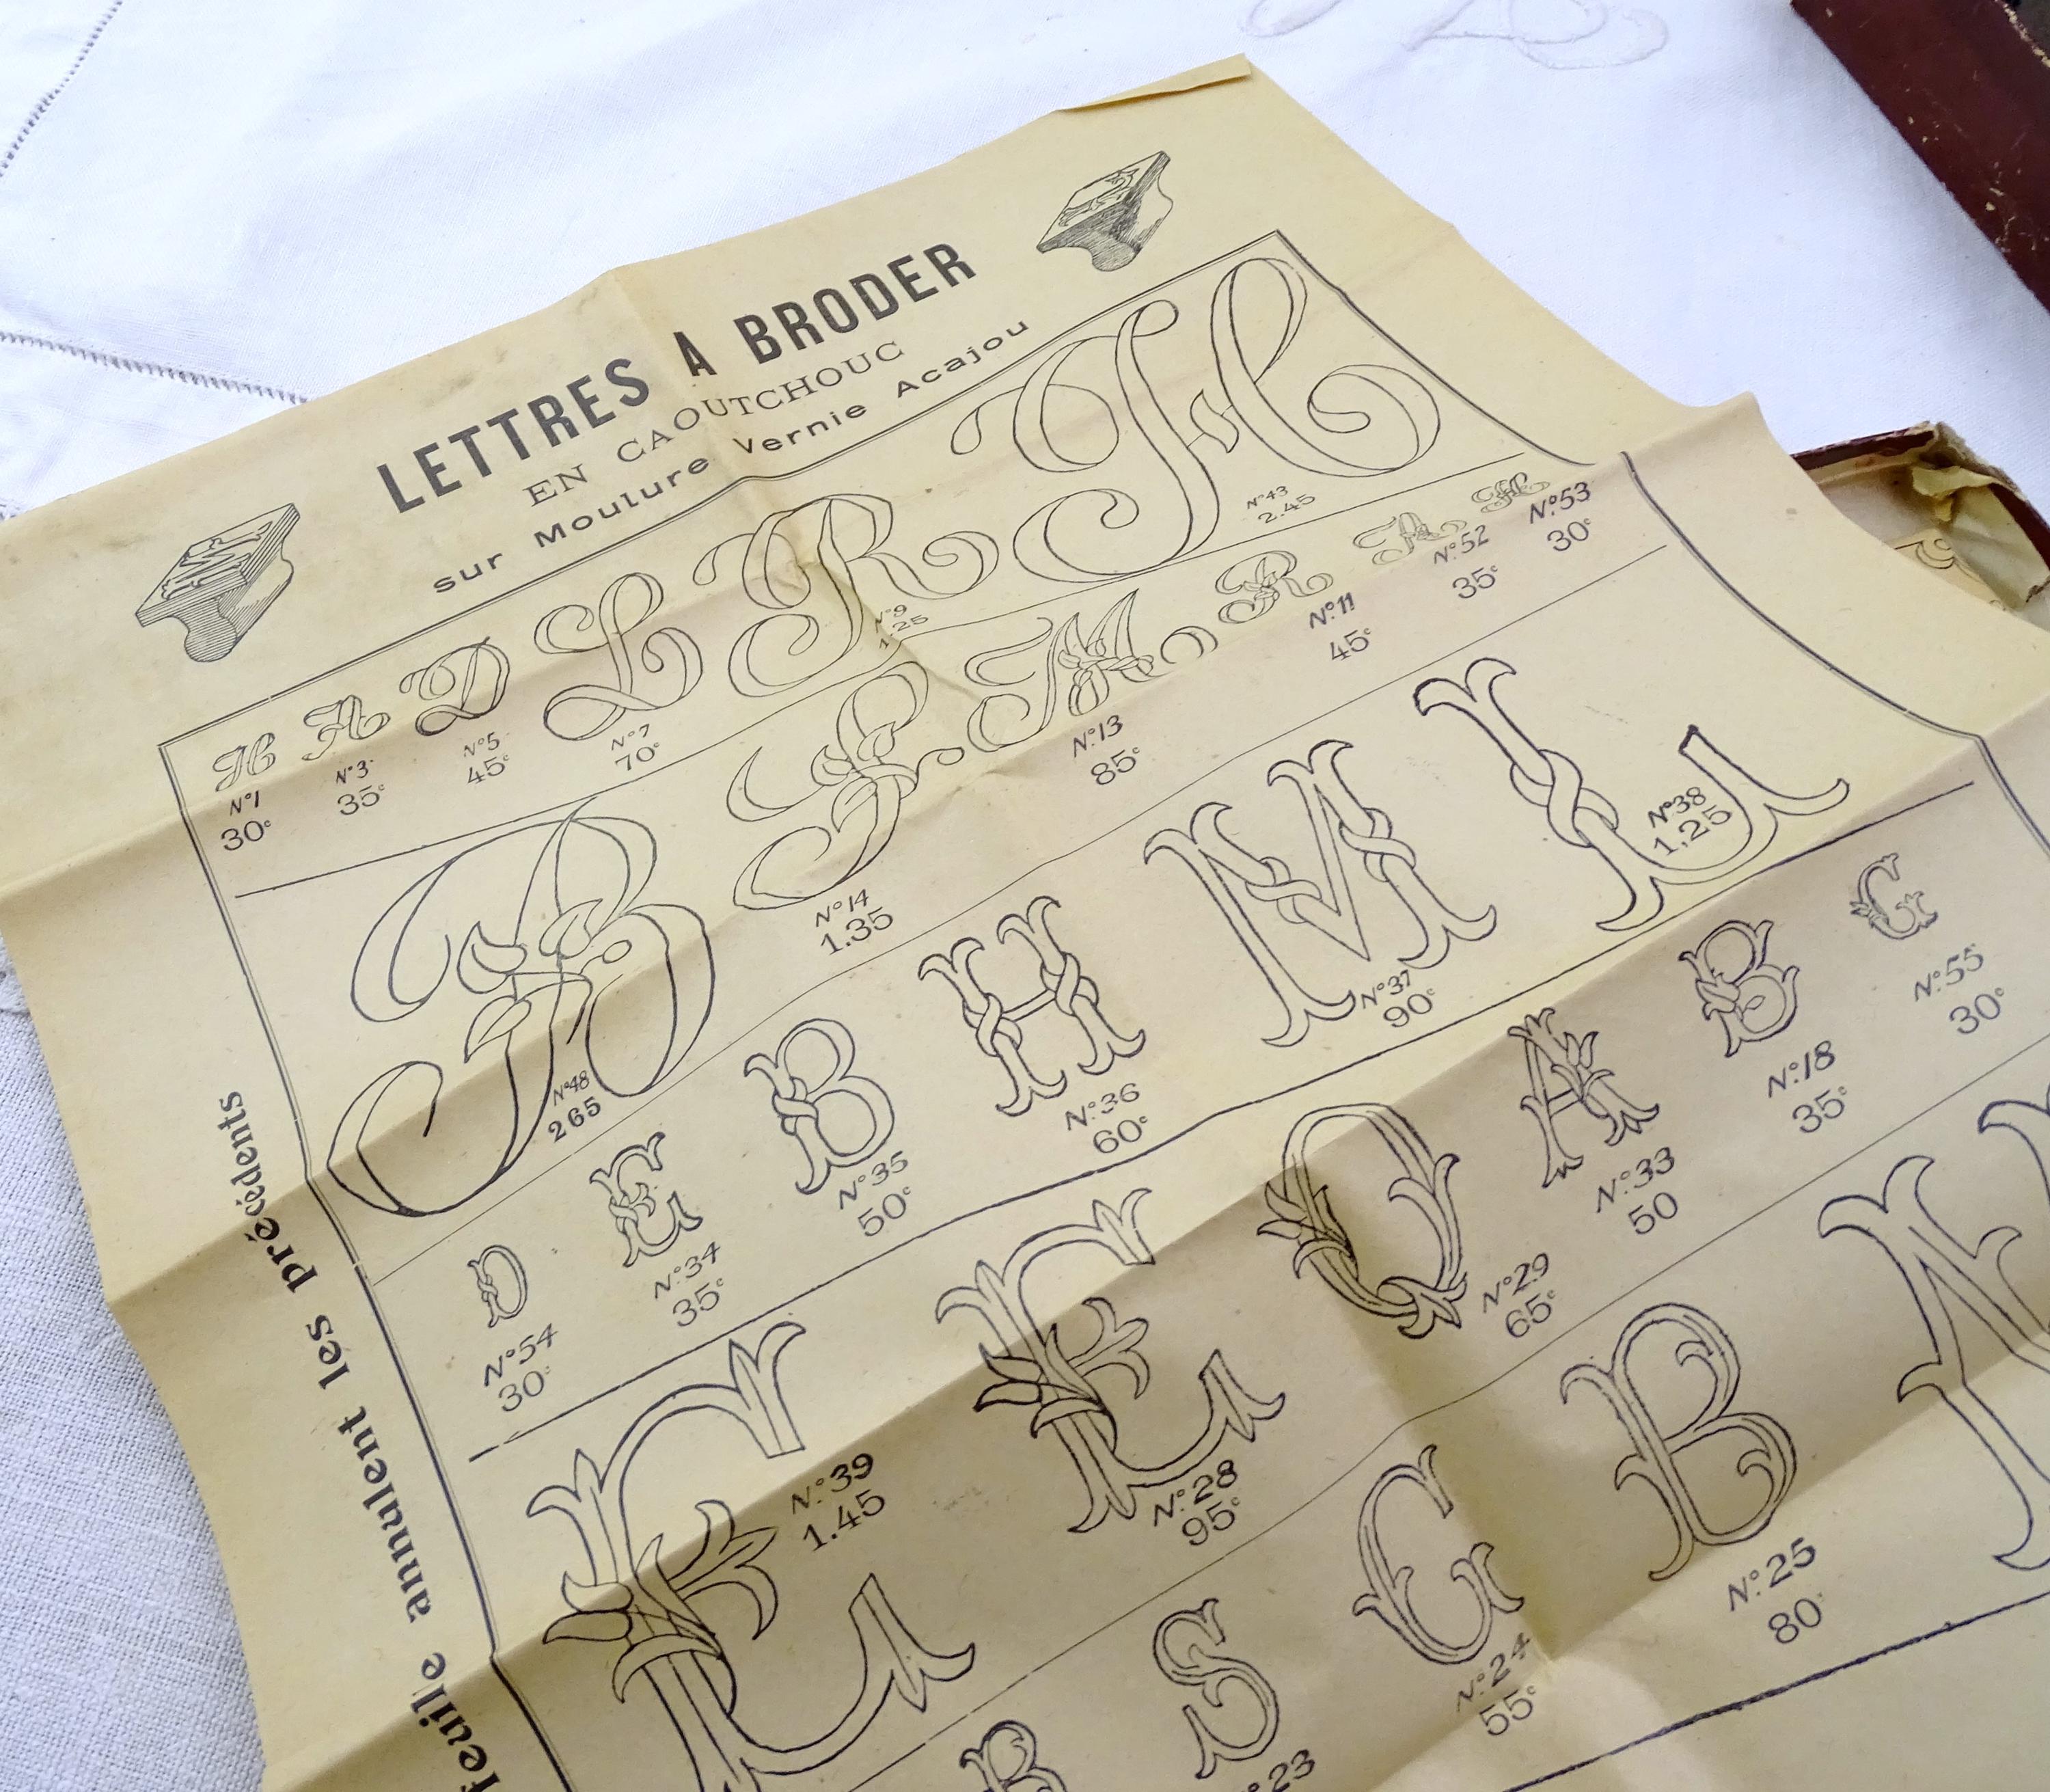 LETTRES A BRODER
EN CAOUTCHOUC
sur Moulure Vernie Acajou
H A D L R H
N°1 N°3 N°5 N°7 N°9 N°43
30c 35c 45c 70c 1.25 2.45
B F M R A H
N°48 N°14 N°13 N°11 N°52 N°53
265 1.35 85c 45c 35c 30c
D E B H M L
N°54 N°34 N°35 N°36 N°37 N°38
30c 35c 50c 60c 90c 1,25
E E O A B G
N°39 N°28 N°29 N°33 N°18 N°55
1.45 95c 65c 50 35c 30c
B S G B
23 N°24 N°25
55c 80
feuille annulent les précédents